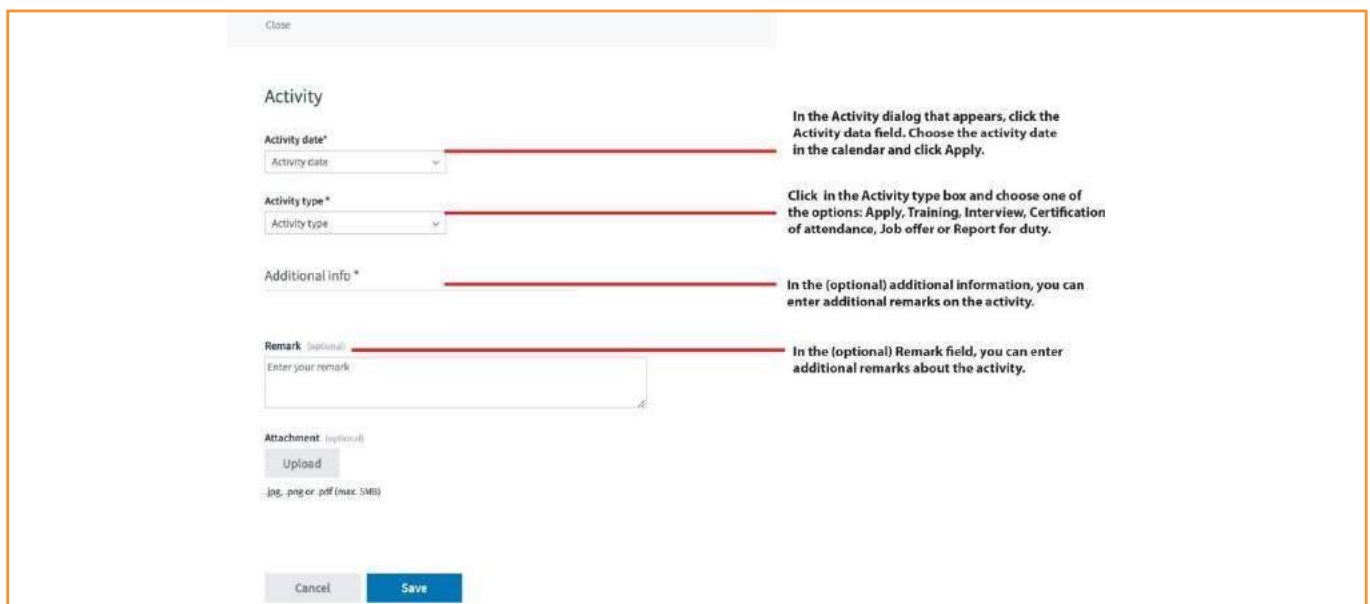 Close
Activity
Activity date*
Activity date
In the Activity dialog that appears, click the
Activity data field. Choose the activity date
in the calendar and click Apply.
Activity type *
Activity type
Click in the Activity type box and choose one of
the options: Apply, Training, Interview, Certification
of attendance, Job offer or Report for duty.
Additional info *
In the (optional) additional information, you can
enter additional remarks on the activity.
Remark (optional)
Enter your remark
In the (optional) Remark field, you can enter
additional remarks about the activity.
Attachment (optional)
Upload
.jpg, .png or .pdf (max. 5MB)
Cancel
Save